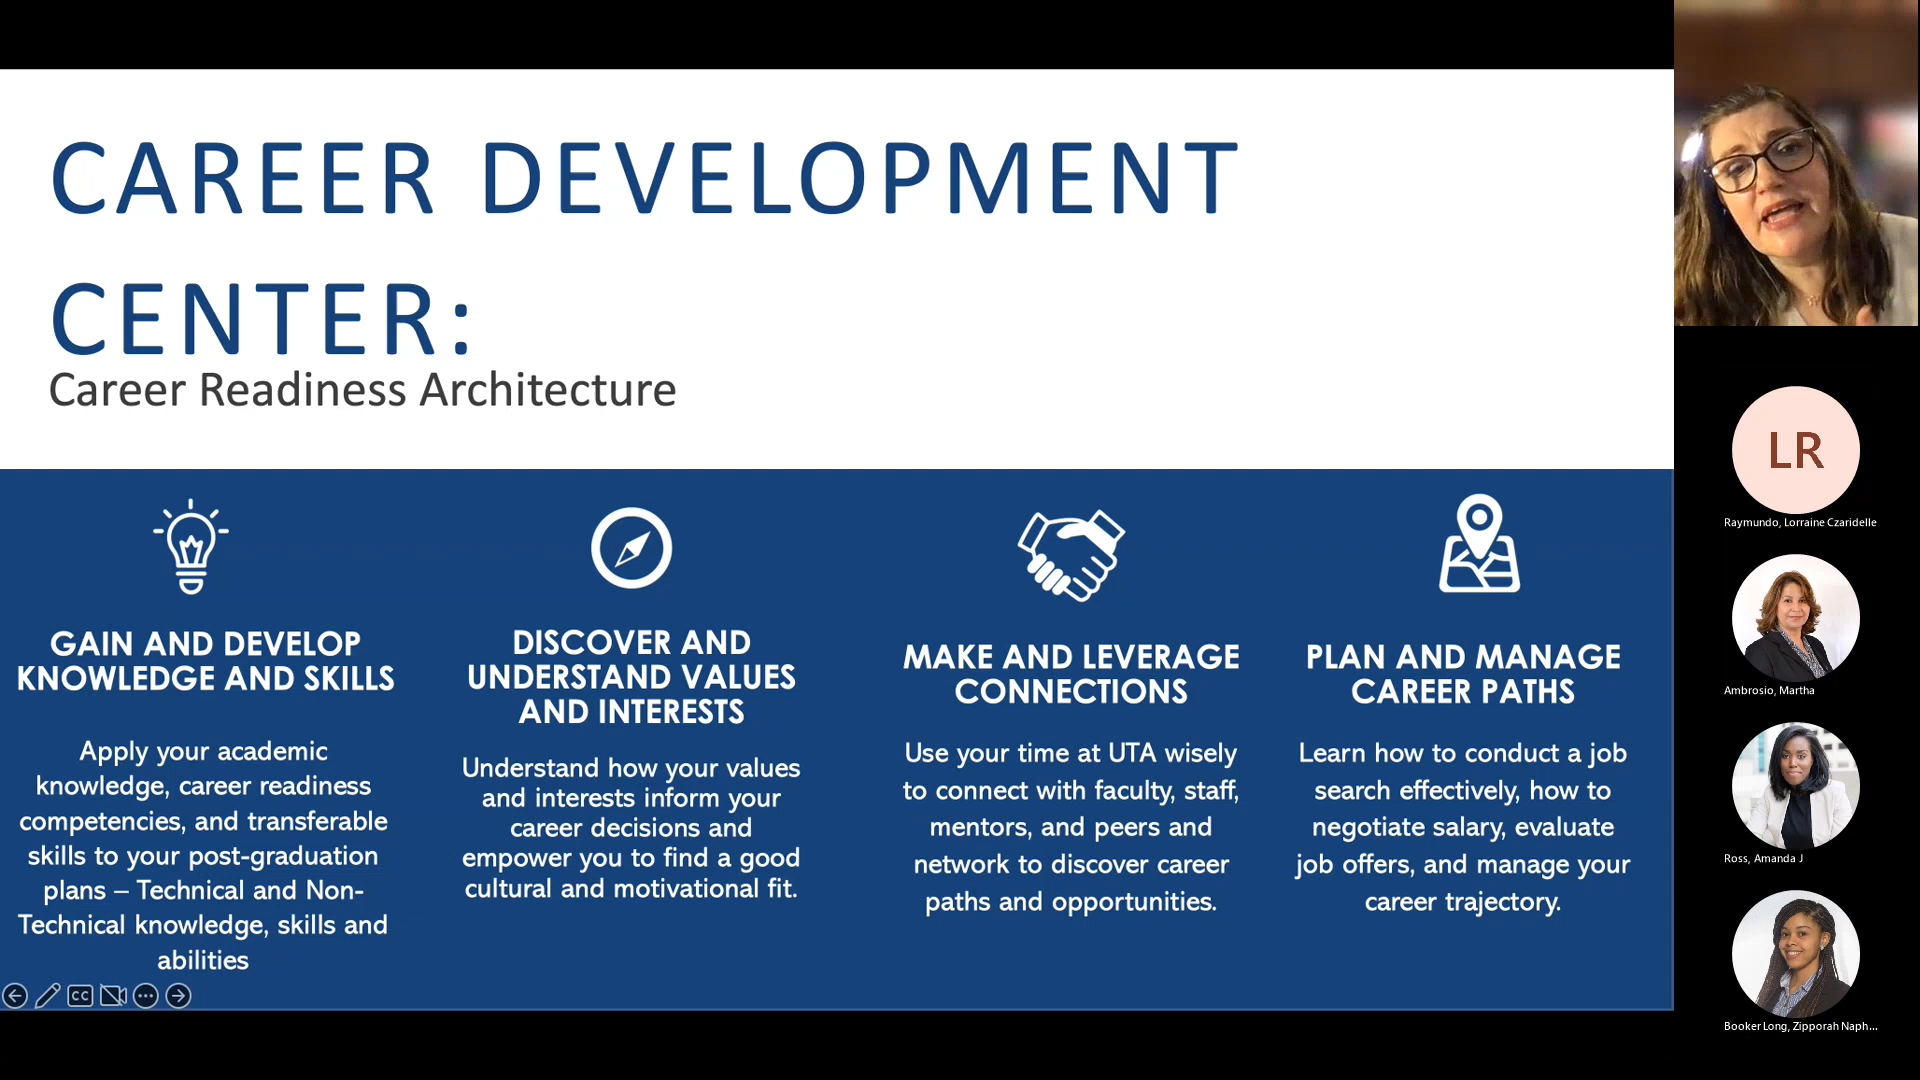 CAREER DEVELOPMENT
CENTER:
Career Readiness Architecture
GAIN AND DEVELOP
KNOWLEDGE AND SKILLS
Apply your academic
knowledge, career readiness
competencies, and transferable
skills to your post-graduation
plans – Technical and Non-
Technical knowledge, skills and
abilities
DISCOVER AND
UNDERSTAND VALUES
AND INTERESTS
Understand how your values
and interests inform your
career decisions and
empower you to find a good
cultural and motivational fit.
MAKE AND LEVERAGE
CONNECTIONS
Use your time at UTA wisely
to connect with faculty, staff,
mentors, and peers and
network to discover career
paths and opportunities.
PLAN AND MANAGE
CAREER PATHS
Learn how to conduct a job
search effectively, how to
negotiate salary, evaluate
job offers, and manage your
career trajectory.
CC
LR
Raymundo, Lorraine Czaridelle
Ambrosio, Martha
Ross, Amanda J
Booker Long, Zipporah Naph...